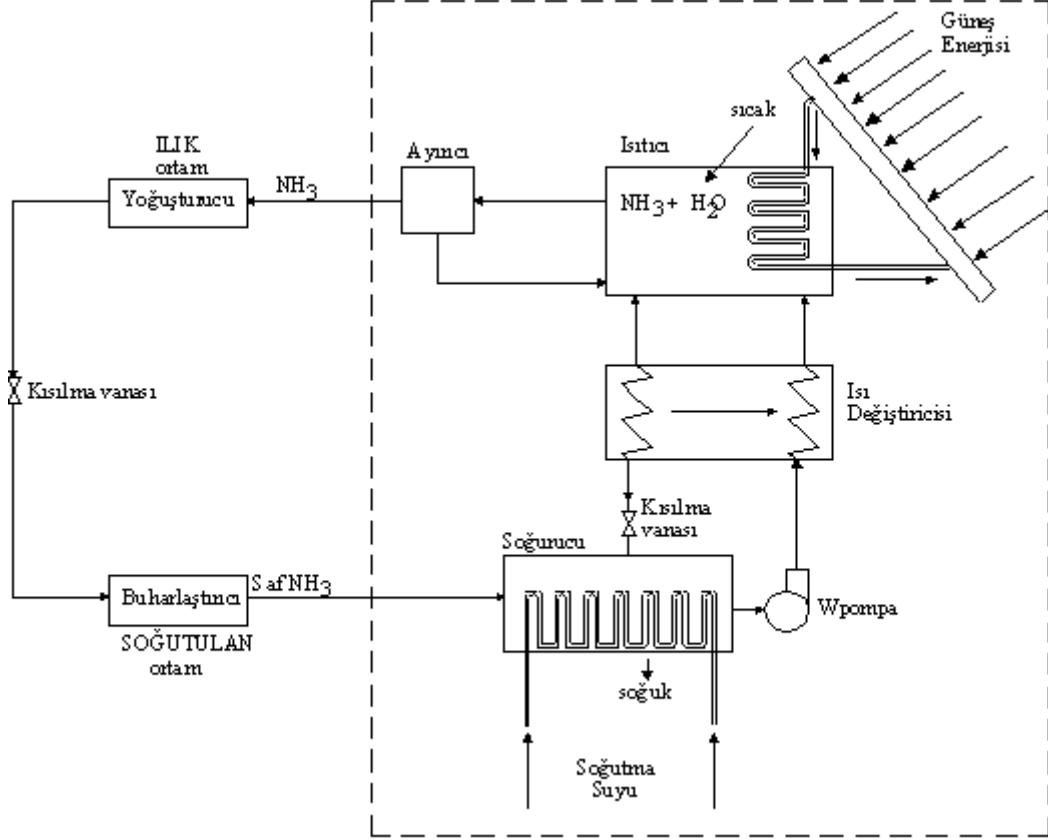 Güneş
Enerjisi
sıcak
ILIK
ortam
Ayırıcı
Isıtıcı
Yoğuşturucu
NH3
NH3 + H2O
Kısılma vanası
Isı
Değiştiricisi
Kısılma
vanası
Soğurucu
Buharlaştırıcı
Saf NH3
Wpompa
SOĞUTULAN
ortam
soğuk
Soğutma
Suyu